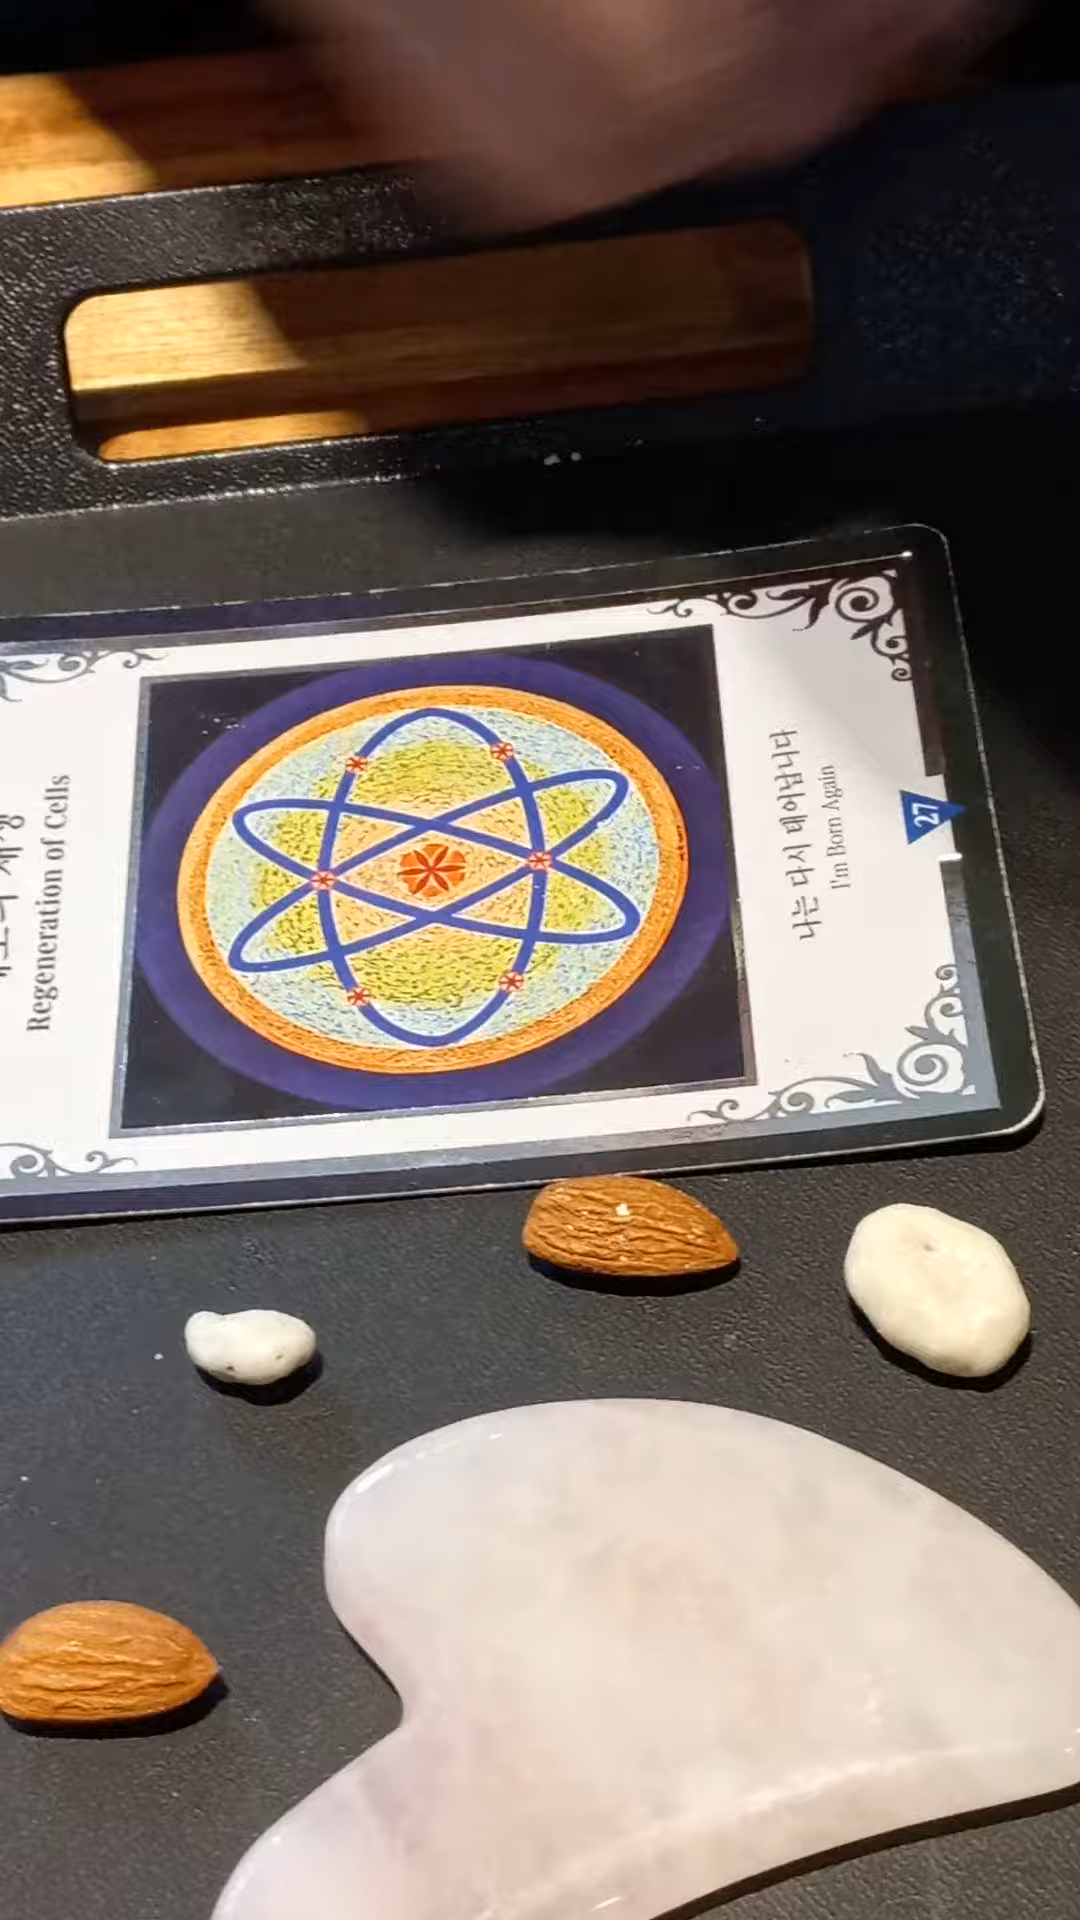 Regeneration of Cells
나는 다시 태어납니다
I'm Born Again
27